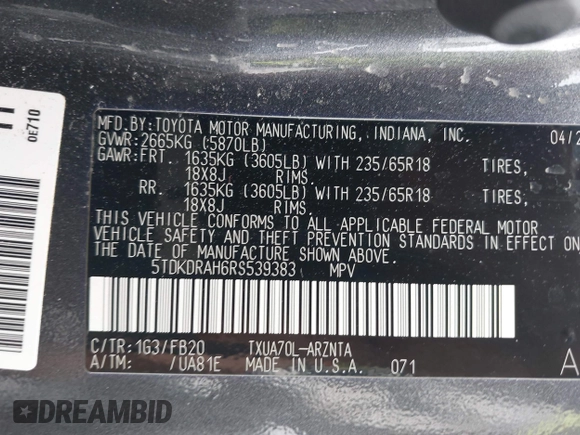 MFD.BY:TOYOTA MOTOR MANUFACTURING, INDIANA, INC. 04/2
GVWR:2665KG (5870LB)
GAWR:FRT. 1635KG (3605LB) WITH 235/65R18 TIRES,
18X8J RIMS.
RR. 1635KG (3605LB) WITH 235/65R18 TIRES,
18X8J RIMS.
THIS VEHICLE CONFORMS TO ALL APPLICABLE FEDERAL MOTOR
VEHICLE SAFETY AND THEFT PREVENTION STANDARDS IN EFFECT ON
THE DATE OF MANUFACTURE SHOWN ABOVE.
5TDKDRAH6RS539383 MPV
C/TR:1G3/FB20 TXUA70L-ARZNTA
A/TM: /UA81E MADE IN U.S.A. 071 A
0E710
DREAMBID